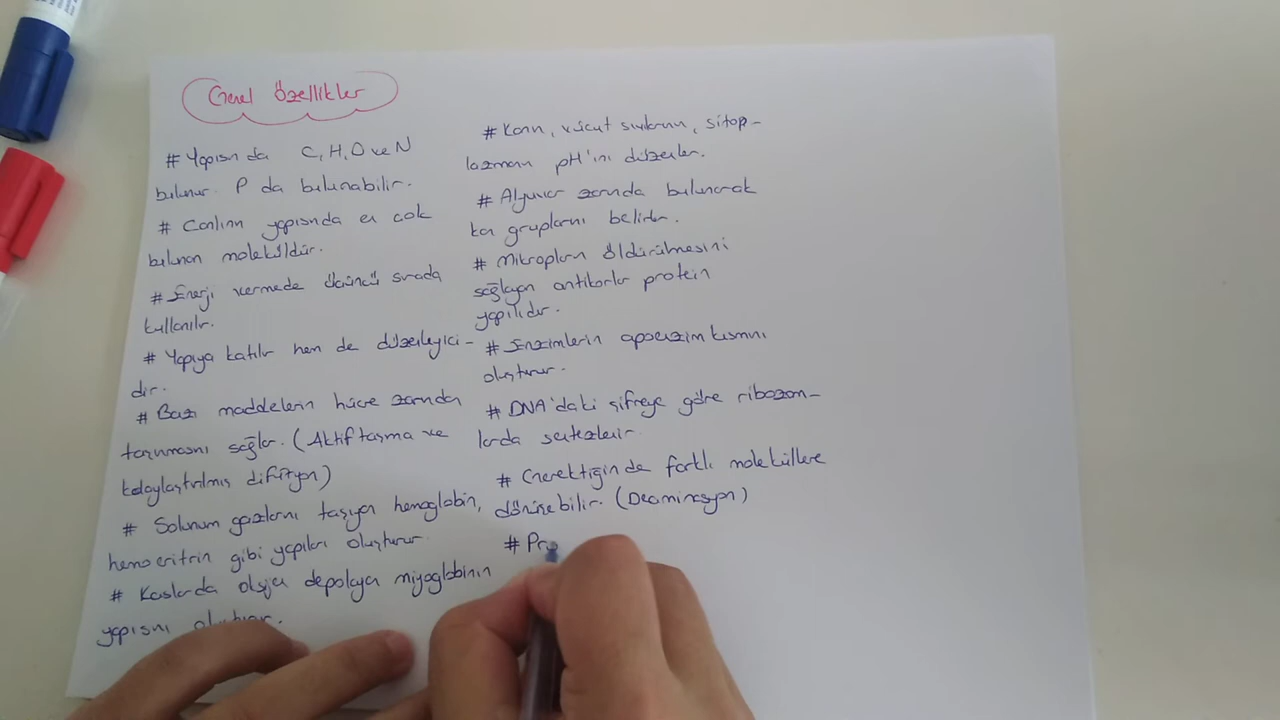 Genel Özellikler
# Yapısında C, H, O ve N
bulunur. P da bulunabilir.
# Canlının yapısında en çok
bulunan moleküldür.
# Enerji vermede üçüncü sırada
kullanılır.
# Yapıya katılır hem de düzenleyici-
dir.
# Bazı maddelerin hücre zarından
taşınmasını sağlar. (Aktif taşıma ve
kolaylaştırılmış difüzyon)
# Solunum gazlarını taşıyan hemoglobin,
hemoeritrin gibi yapıları oluşturur.
# Kaslarda oksijen depolayan miyoglobinin
yapısını oluşturur.
# Kanın, vücut sıvılarının, sitop-
lazmanın pH'ını düzenler.
# Alyuvar zarında bulunarak
kan gruplarını belirler.
# Mikropların öldürülmesini
sağlayan antikorlar protein
yapılıdır.
# Enzimlerin apoenzim kısmını
oluşturur.
# DNA'daki şifreye göre ribozom-
larda sentezlenir.
# Gerektiğinde farklı moleküllere
dönüşebilir. (Deaminasyon)
# Pro